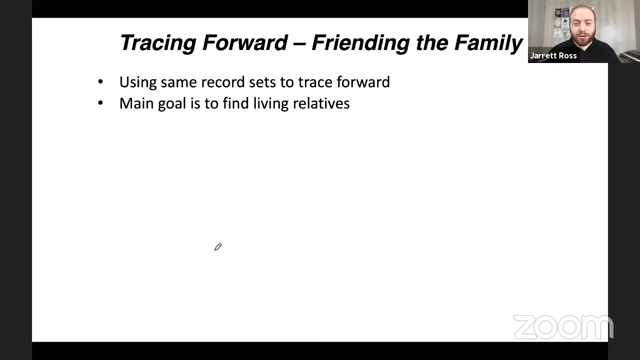 Tracing Forward – Friending the Family
Jarrett Ross
• Using same record sets to trace forward
• Main goal is to find living relatives
zoom